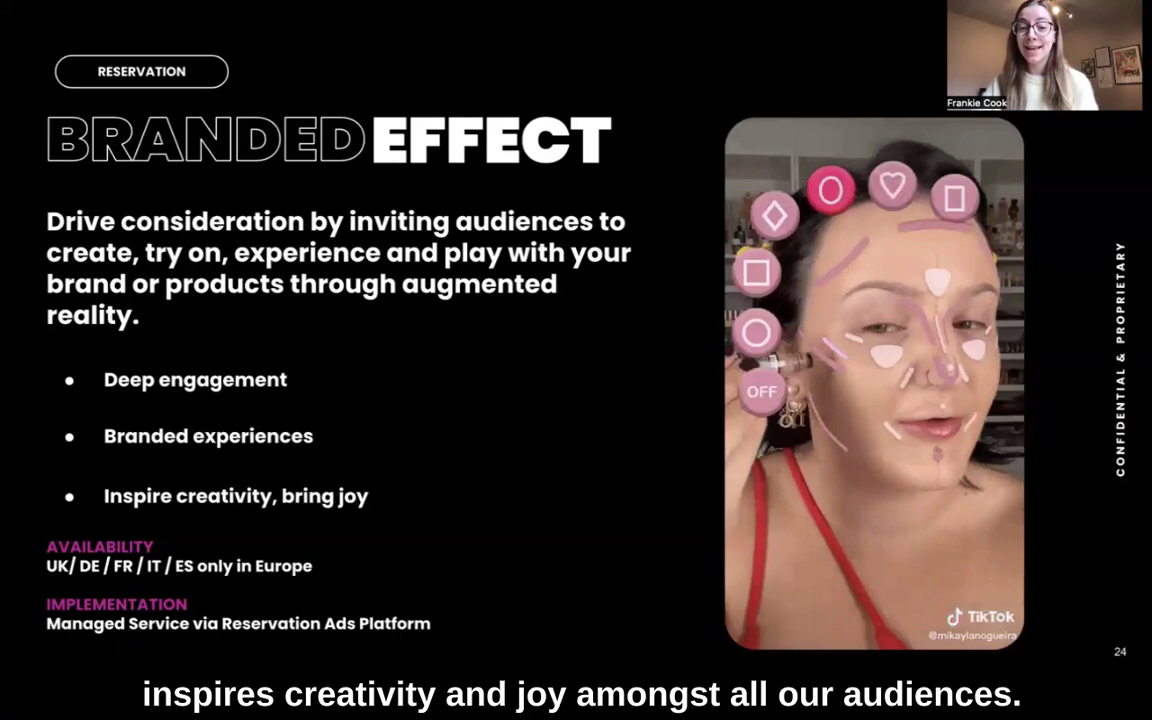 RESERVATION
BRANDED EFFECT
Drive consideration by inviting audiences to
create, try on, experience and play with your
brand or products through augmented
reality.
● Deep engagement
● Branded experiences
● Inspire creativity, bring joy
AVAILABILITY
UK/ DE / FR / IT / ES only in Europe
IMPLEMENTATION
Managed Service via Reservation Ads Platform
OFF
TikTok
@mikaylanogueira
Frankie Cook
CONFIDENTIAL & PROPRIETARY
24
inspires creativity and joy amongst all our audiences.